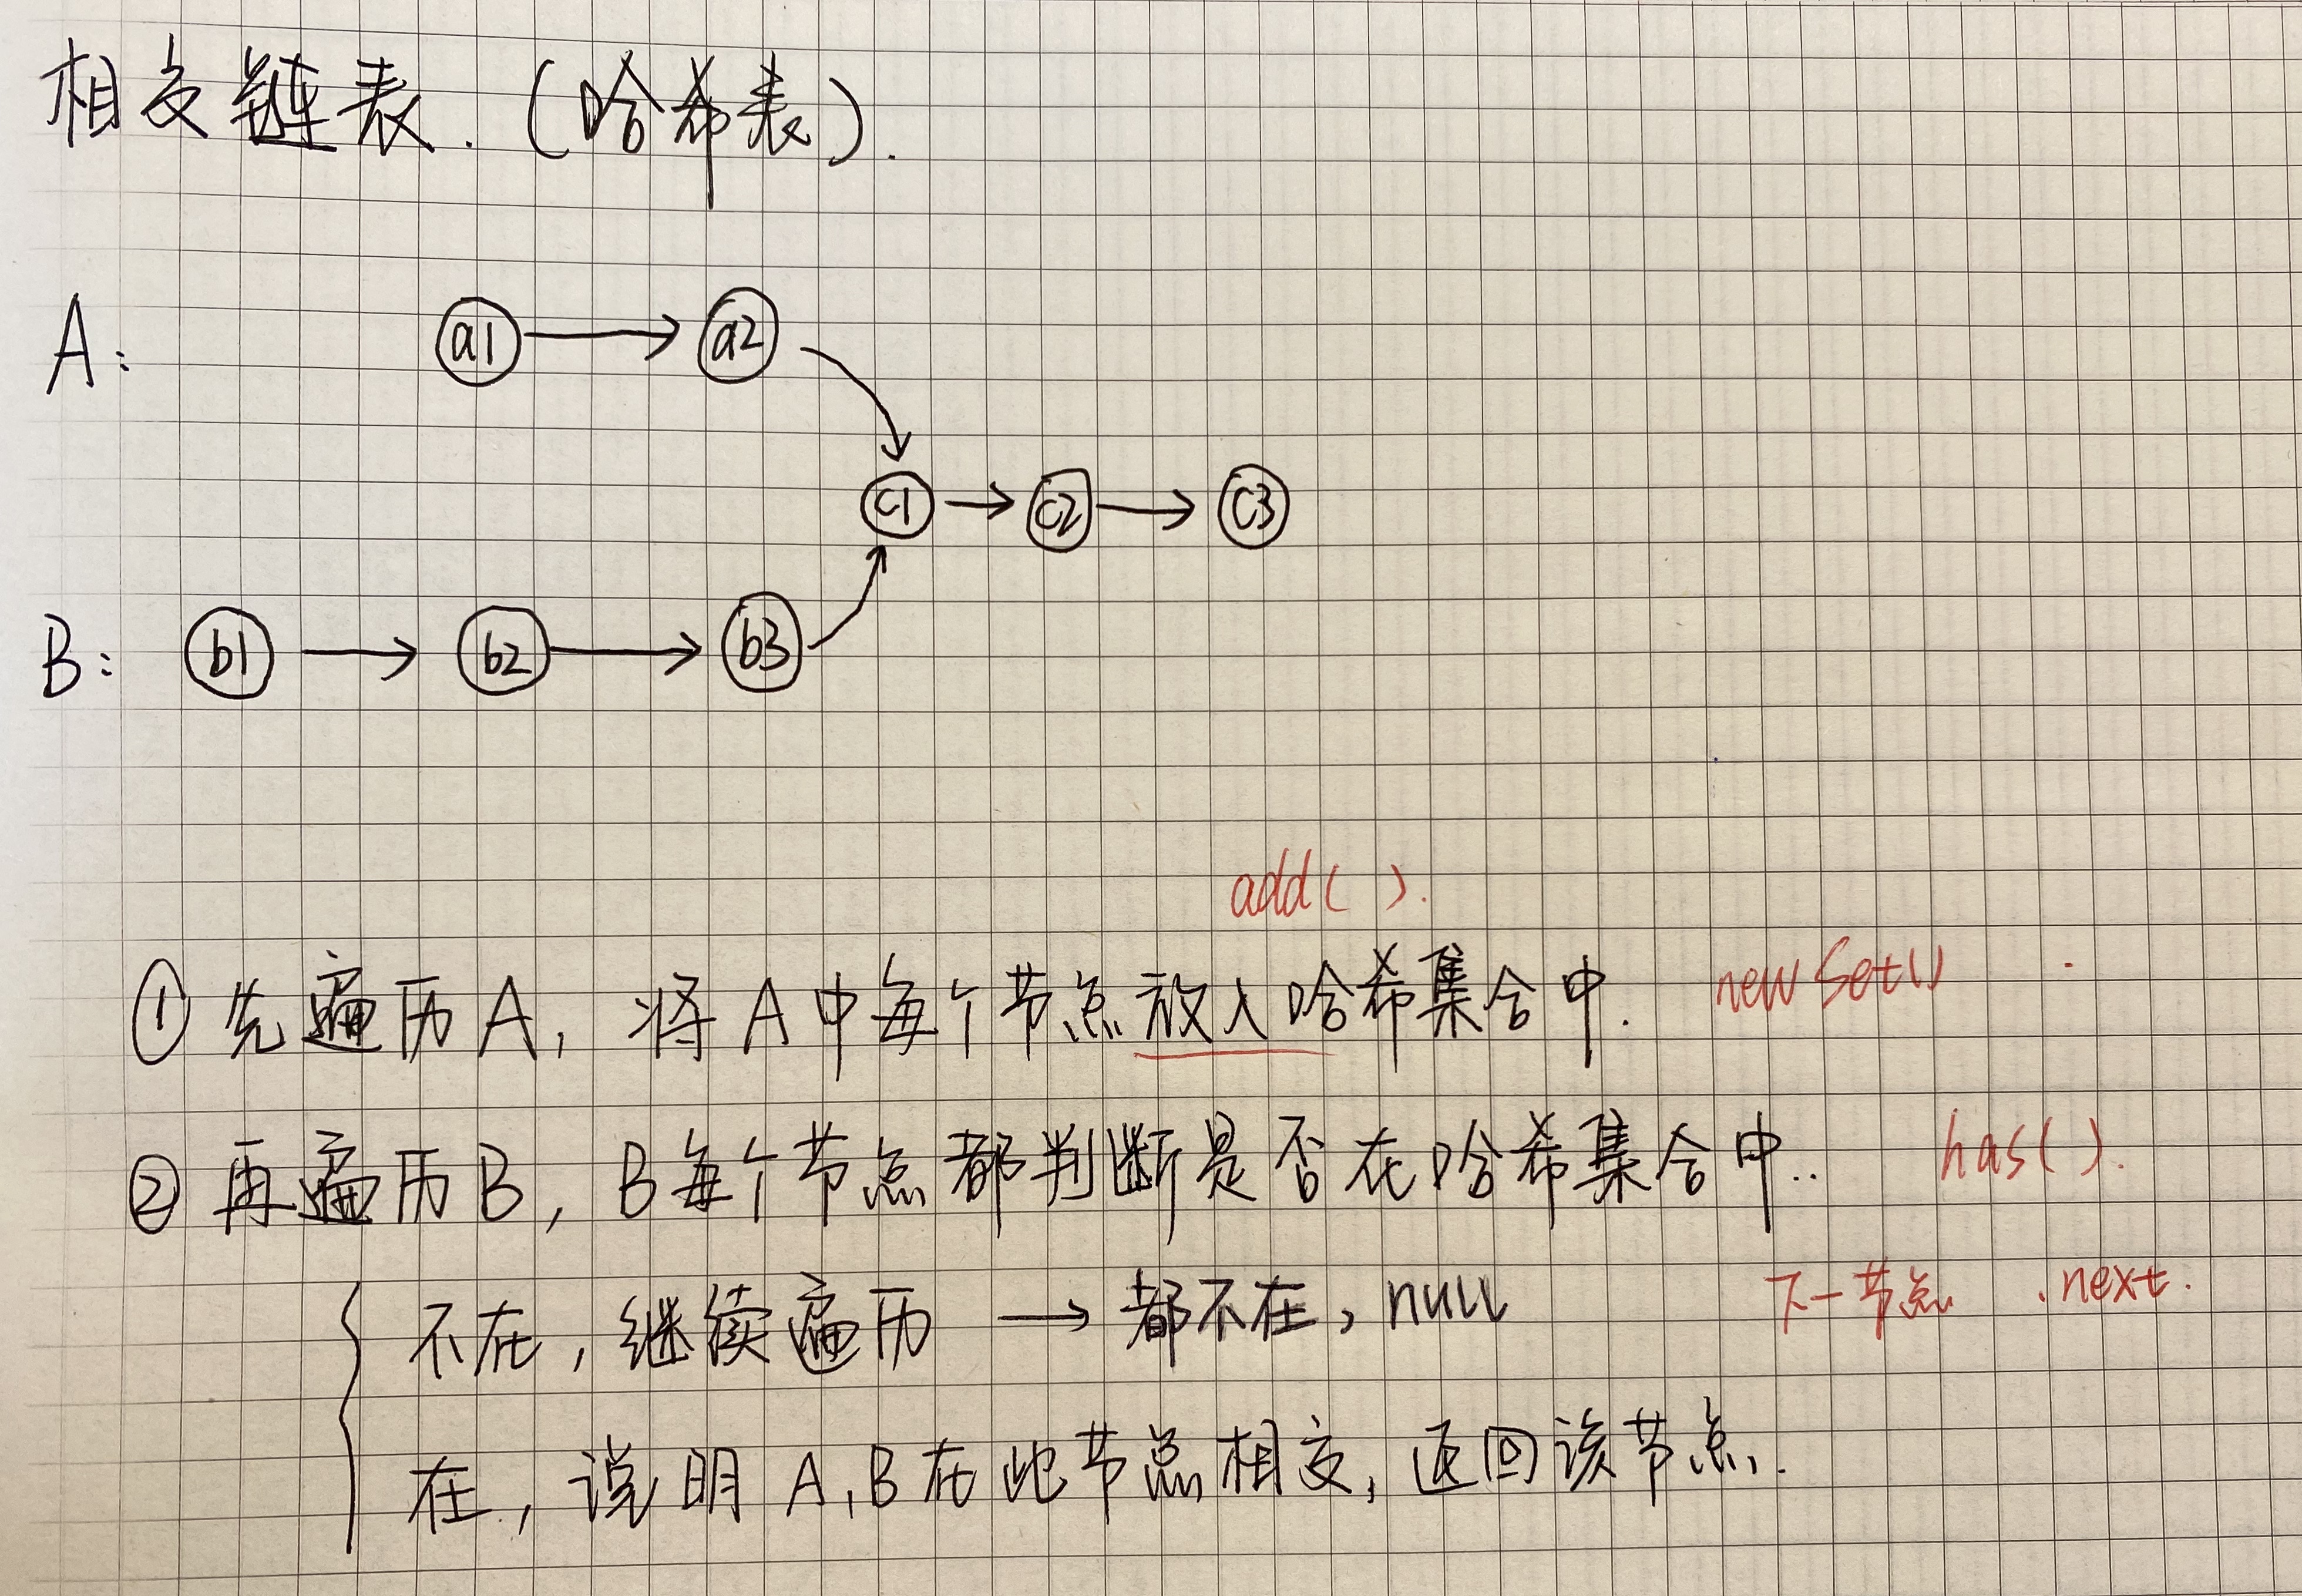 相交链表.(哈希表).
A: a1 → a2
c1 → c2 → c3
B: b1 → b2 → b3
add( ).
① 先遍历A, 将A中每个节点放入哈希集合中. new Set()
② 再遍历B, B每个节点都判断是否在哈希集合中.. has( ).
不在, 继续遍历 → 都不在, null 下一节点 .next.
在, 说明 A,B在此节点相交, 返回该节点.